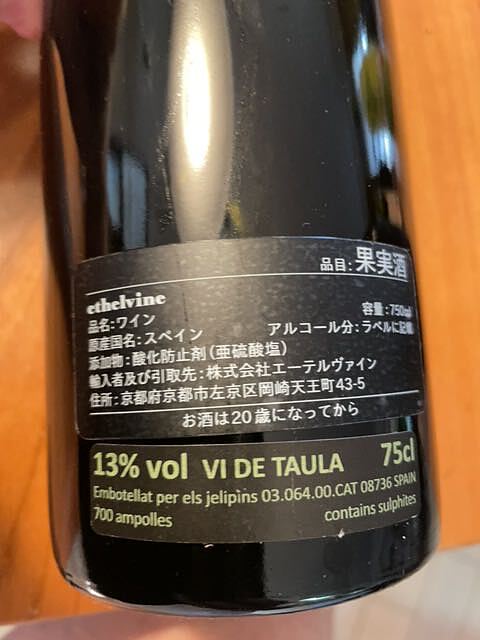 品目:果実酒
ethelvine
品名:ワイン 容量:750ml
原産国名:スペイン アルコール分:ラベルに記載
添加物:酸化防止剤(亜硫酸塩)
輸入者及び引取先:株式会社エーテルヴァイン
住所:京都府京都市左京区岡崎天王町43-5
お酒は20歳になってから
13% vol VI DE TAULA 75cl
Embotellat per els jelipins 03.064.00.CAT 08736 SPAIN
700 ampolles contains sulphites